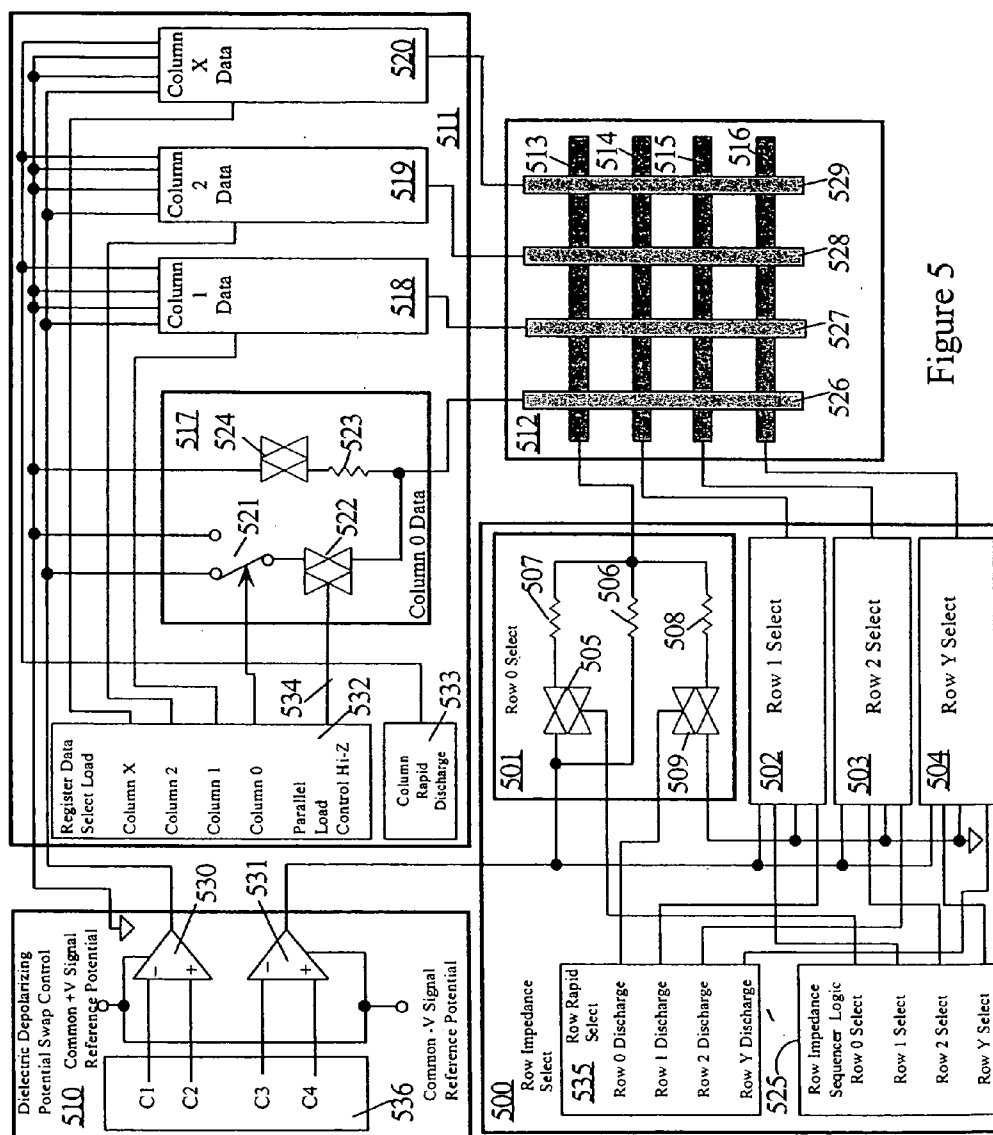 Dielectric Depolarizing
Potential Swap Control
510
Common +V Signal
Reference Potential
C1
C2
C3
C4
−
+
530
−
+
531
536
Common -V Signal
Reference Potential
Register Data
Select Load
Column X
Column 2
Column 1
Column 0
Parallel
Load
Control Hi-Z
534
532
Column
Rapid
Discharge
533
517
521
522
523
524
Column 0 Data
Column
1
Data
518
Column
2
Data
519
Column
X
Data
520
511
512
513
514
515
516
526
527
528
529
500
Row Impedance
Select
Row Rapid
Select
535
Row 0 Discharge
Row 1 Discharge
Row 2 Discharge
Row Y Discharge
525
Row Impedance
Sequencer Logic
Row 0 Select
Row 1 Select
Row 2 Select
Row Y Select
Row 0 Select
501
505
506
507
508
509
Row 1 Select
502
Row 2 Select
503
Row Y Select
504
Figure 5